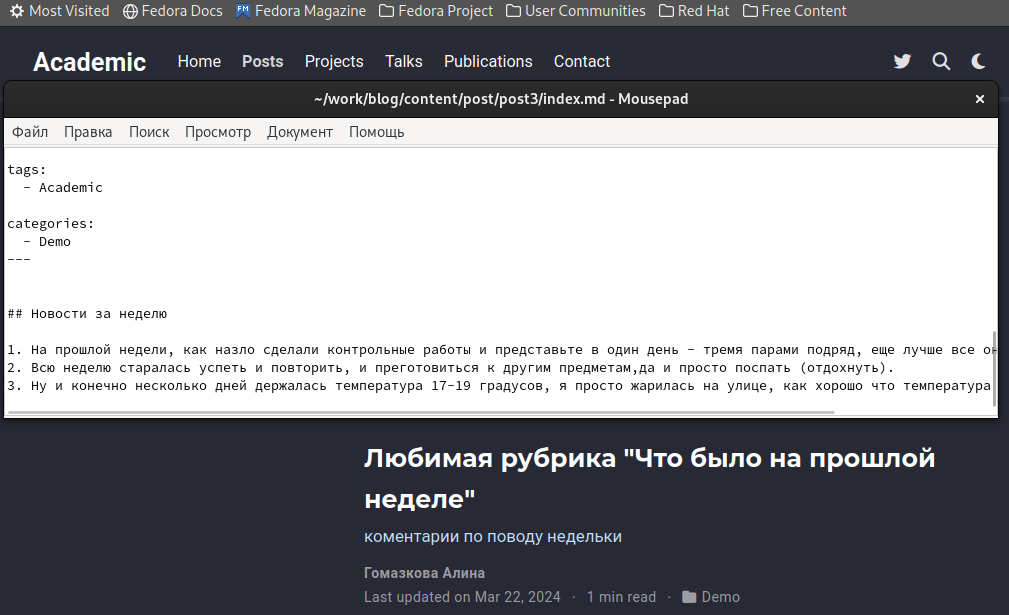 Most Visited Fedora Docs Fedora Magazine Fedora Project User Communities Red Hat Free Content
Academic Home Posts Projects Talks Publications Contact
~/work/blog/content/post/post3/index.md - Mousepad
Файл Правка Поиск Просмотр Документ Помощь
tags:
- Academic
categories:
- Demo
---
## Новости за неделю
1. На прошлой недели, как назло сделали контрольные работы и представьте в один день - тремя парами подряд, еще лучше все
2. Всю неделю старалась успеть и повторить, и преготовиться к другим предметам,да и просто поспать (отдохнуть).
3. Ну и конечно несколько дней держалась температура 17-19 градусов, я просто жарилась на улице, как хорошо что температура
Любимая рубрика "Что было на прошлой
неделе"
коментарии по поводу недельки
Гомазкова Алина
Last updated on Mar 22, 2024 · 1 min read · Demo